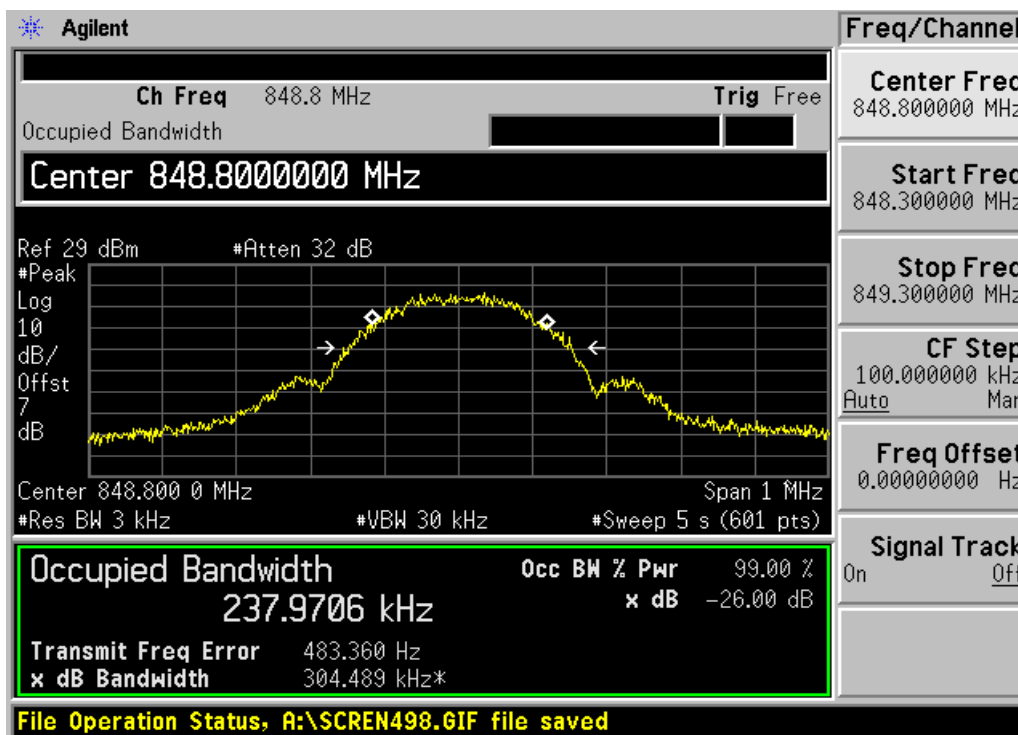 Agilent
Ch Freq 848.8 MHz Trig Free
Occupied Bandwidth
Center 848.8000000 MHz
Ref 29 dBm #Atten 32 dB
#Peak
Log
10
dB/
Offst
7
dB
Center 848.800 0 MHz Span 1 MHz
#Res BW 3 kHz #VBW 30 kHz #Sweep 5 s (601 pts)
Occupied Bandwidth
237.9706 kHz
Occ BW % Pwr 99.00 %
x dB -26.00 dB
Transmit Freq Error 483.360 Hz
x dB Bandwidth 304.489 kHz*
File Operation Status, A:\SCREN498.GIF file saved
Freq/Channel
Center Freq
848.800000 MHz
Start Freq
848.300000 MHz
Stop Freq
849.300000 MHz
CF Step
100.000000 kHz
Auto Man
Freq Offset
0.00000000 Hz
Signal Track
On Off